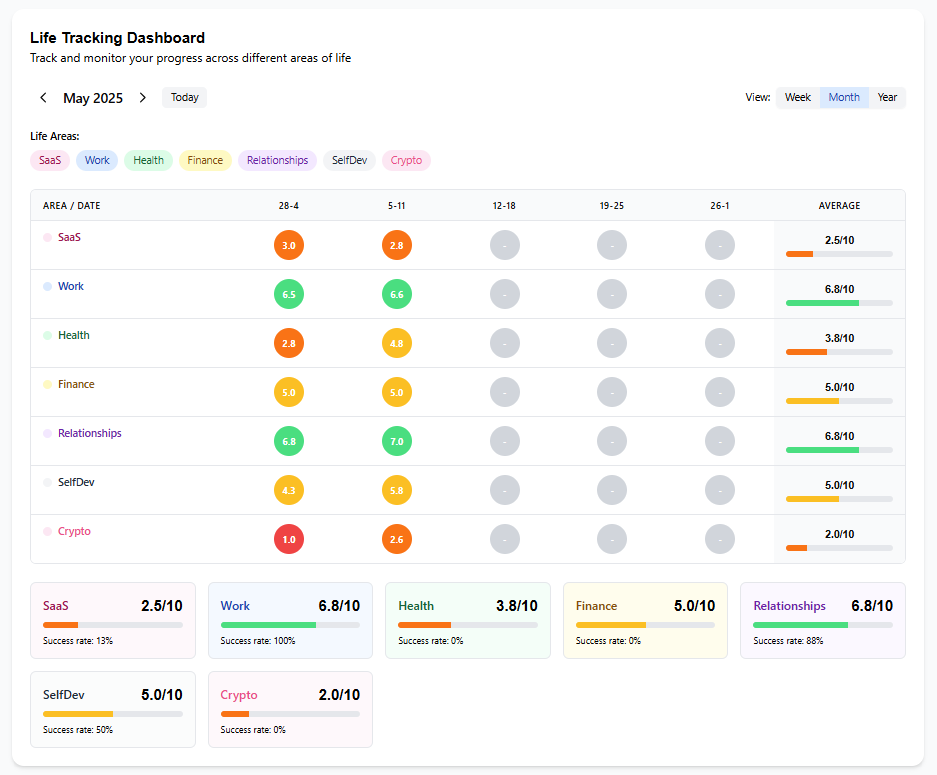 Life Tracking Dashboard
Track and monitor your progress across different areas of life
May 2025 Today View: Week Month Year
Life Areas:
SaaS Work Health Finance Relationships SelfDev Crypto
AREA / DATE 28-4 5-11 12-18 19-25 26-1 AVERAGE
SaaS 3.0 2.8 - - - 2.5/10
Work 6.5 6.6 - - - 6.8/10
Health 2.8 4.8 - - - 3.8/10
Finance 5.0 5.0 - - - 5.0/10
Relationships 6.8 7.0 - - - 6.8/10
SelfDev 4.3 5.8 - - - 5.0/10
Crypto 1.0 2.6 - - - 2.0/10
SaaS 2.5/10 Work 6.8/10 Health 3.8/10 Finance 5.0/10 Relationships 6.8/10
Success rate: 13% Success rate: 100% Success rate: 0% Success rate: 0% Success rate: 88%
SelfDev 5.0/10 Crypto 2.0/10
Success rate: 50% Success rate: 0%